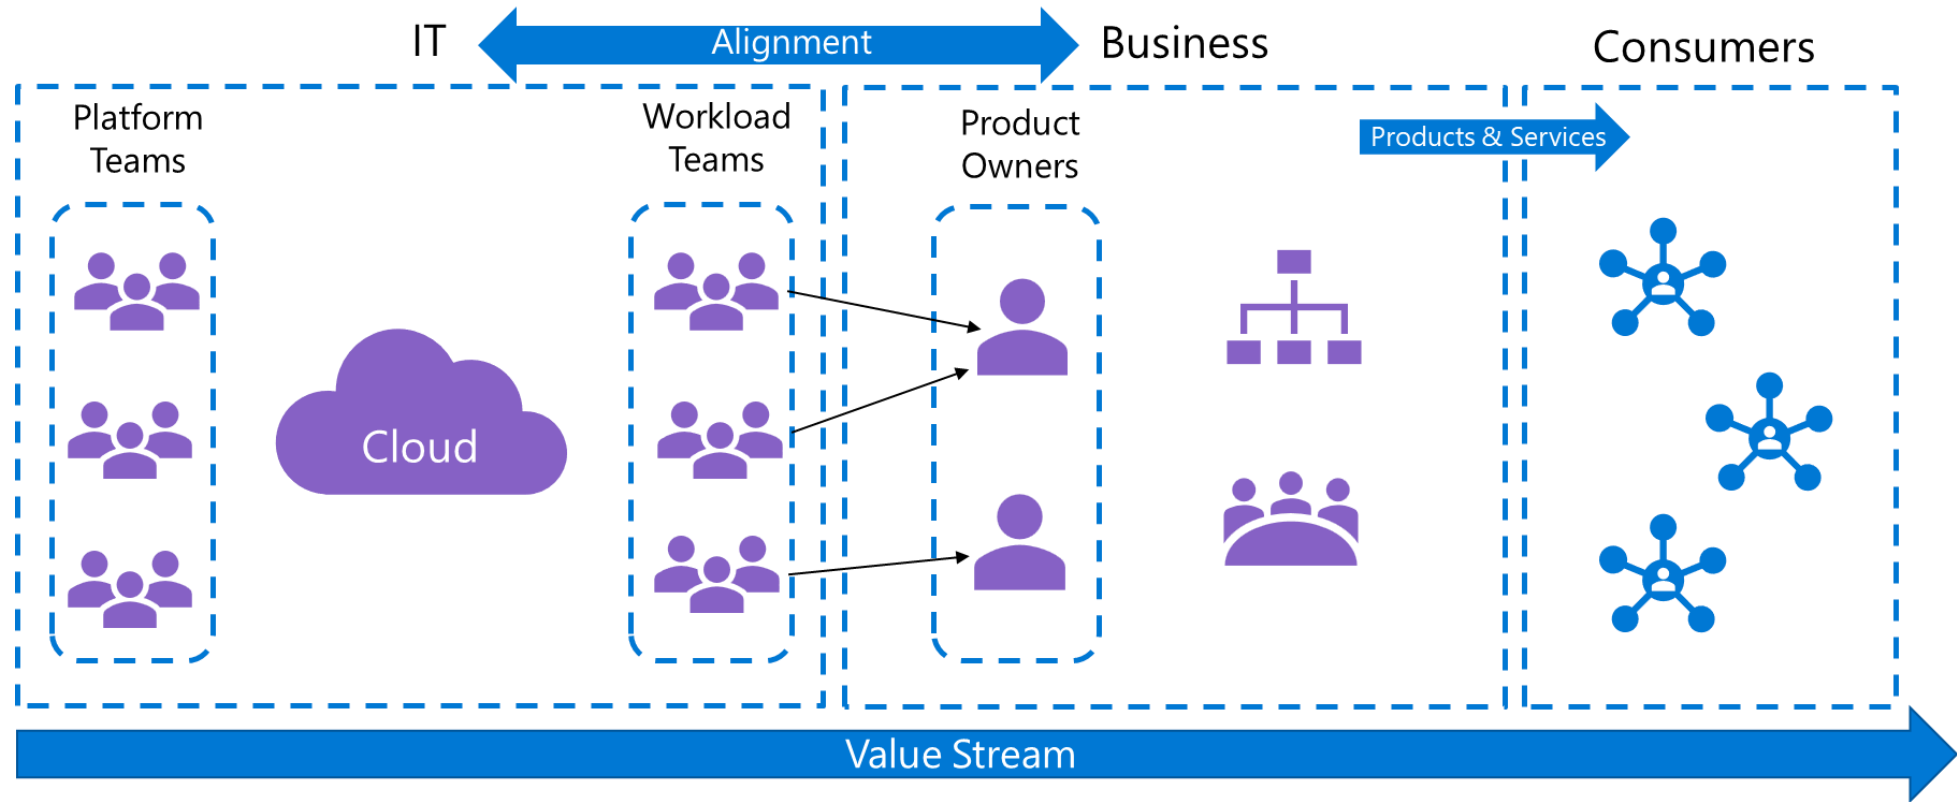 IT
Alignment
Business
Consumers
Platform
Teams
Workload
Teams
Product
Owners
Products & Services
Cloud
Value Stream